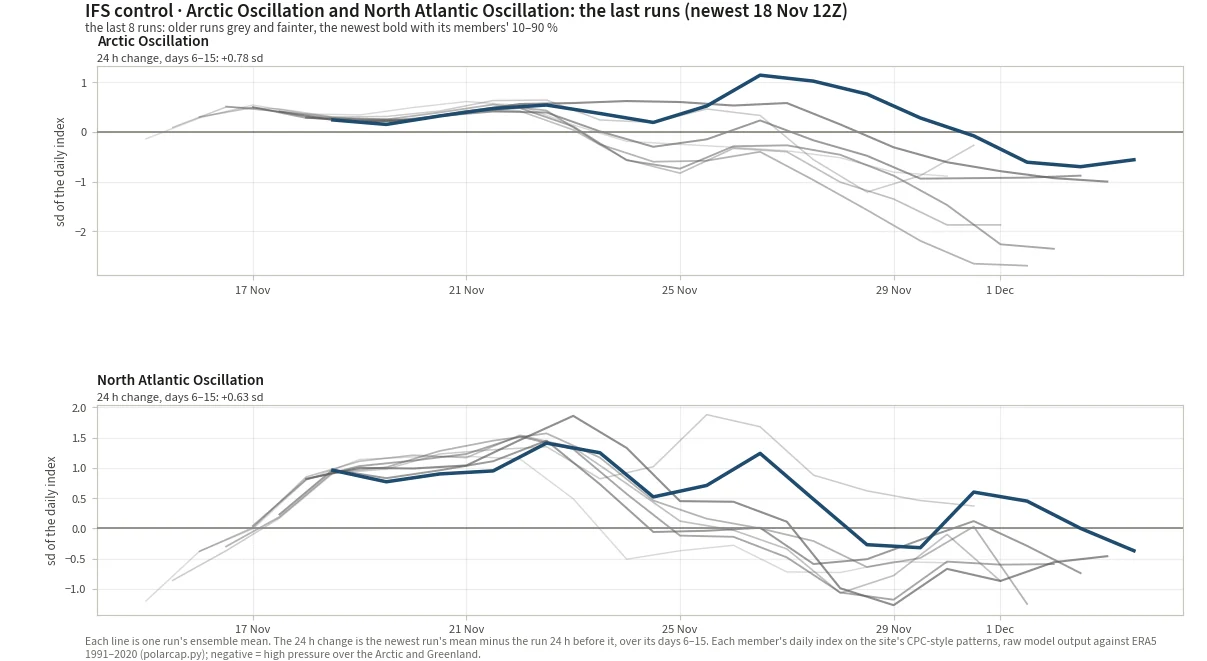 IFS control · Arctic Oscillation and North Atlantic Oscillation: the last runs (newest 18 Nov 12Z)
the last 8 runs: older runs grey and fainter, the newest bold with its members' 10–90 %
Arctic Oscillation
24 h change, days 6–15: +0.78 sd
sd of the daily index
1
0
−1
−2
17 Nov
21 Nov
25 Nov
29 Nov
1 Dec
North Atlantic Oscillation
24 h change, days 6–15: +0.63 sd
sd of the daily index
2.0
1.5
1.0
0.5
0.0
−0.5
−1.0
17 Nov
21 Nov
25 Nov
29 Nov
1 Dec
Each line is one run's ensemble mean. The 24 h change is the newest run's mean minus the run 24 h before it, over its days 6–15. Each member's daily index on the site's CPC-style patterns, raw model output against ERA5
1991–2020 (polarcap.py); negative = high pressure over the Arctic and Greenland.